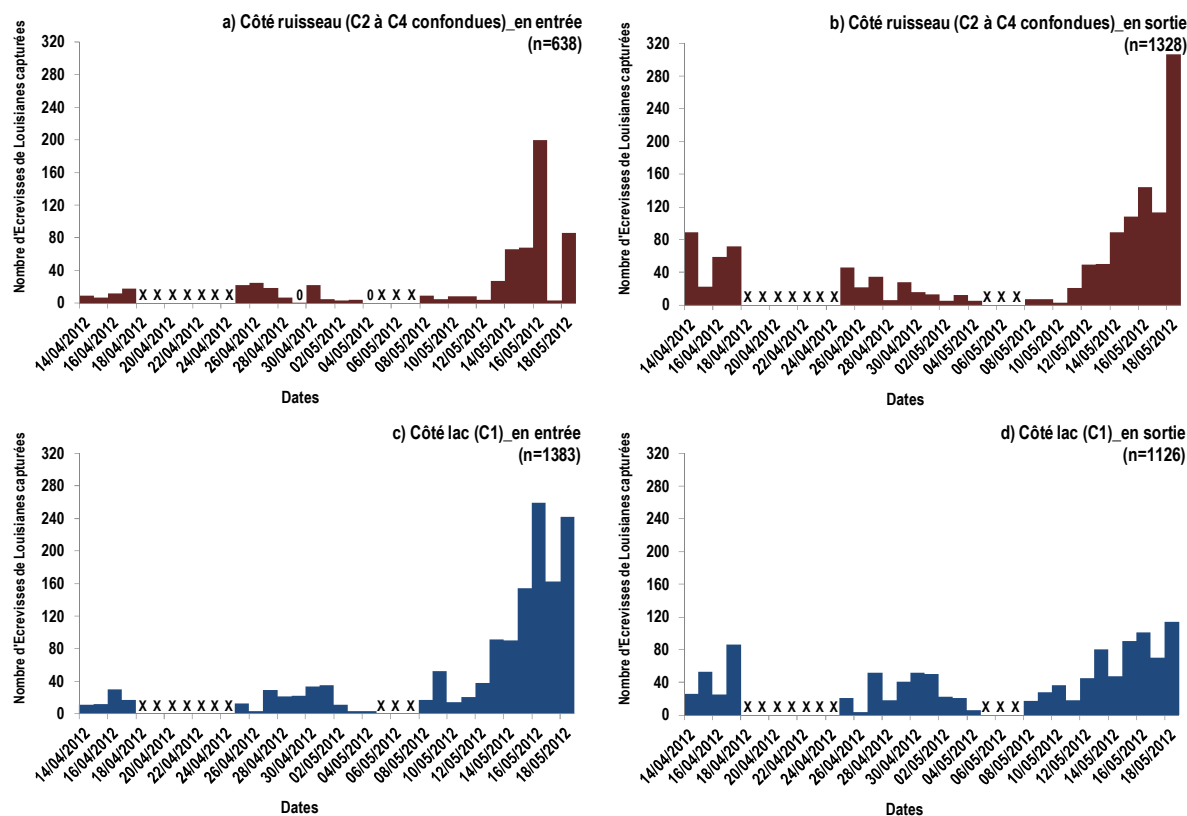 a) Côté ruisseau (C2 à C4 confondues)_en entrée
(n=638)
Nombre d'Ecrevisses de Louisianes capturées
320
280
240
200
160
120
80
40
0
X X X X X X X 0 0 X X X
14/04/2012 16/04/2012 18/04/2012 20/04/2012 22/04/2012 24/04/2012 26/04/2012 28/04/2012 30/04/2012 02/05/2012 04/05/2012 06/05/2012 08/05/2012 10/05/2012 12/05/2012 14/05/2012 16/05/2012 18/05/2012
Dates
b) Côté ruisseau (C2 à C4 confondues)_en sortie
(n=1328)
Nombre d'Ecrevisses de Louisianes capturées
320
280
240
200
160
120
80
40
0
X X X X X X X X X X
14/04/2012 16/04/2012 18/04/2012 20/04/2012 22/04/2012 24/04/2012 26/04/2012 28/04/2012 30/04/2012 02/05/2012 04/05/2012 06/05/2012 08/05/2012 10/05/2012 12/05/2012 14/05/2012 16/05/2012 18/05/2012
Dates
c) Côté lac (C1)_en entrée
(n=1383)
Nombre d'Ecrevisses de Louisianes capturées
320
280
240
200
160
120
80
40
0
X X X X X X X X X X
14/04/2012 16/04/2012 18/04/2012 20/04/2012 22/04/2012 24/04/2012 26/04/2012 28/04/2012 30/04/2012 02/05/2012 04/05/2012 06/05/2012 08/05/2012 10/05/2012 12/05/2012 14/05/2012 16/05/2012 18/05/2012
Dates
d) Côté lac (C1)_en sortie
(n=1126)
Nombre d'Ecrevisses de Louisianes capturées
320
280
240
200
160
120
80
40
0
X X X X X X X X X X
14/04/2012 16/04/2012 18/04/2012 20/04/2012 22/04/2012 24/04/2012 26/04/2012 28/04/2012 30/04/2012 02/05/2012 04/05/2012 06/05/2012 08/05/2012 10/05/2012 12/05/2012 14/05/2012 16/05/2012 18/05/2012
Dates